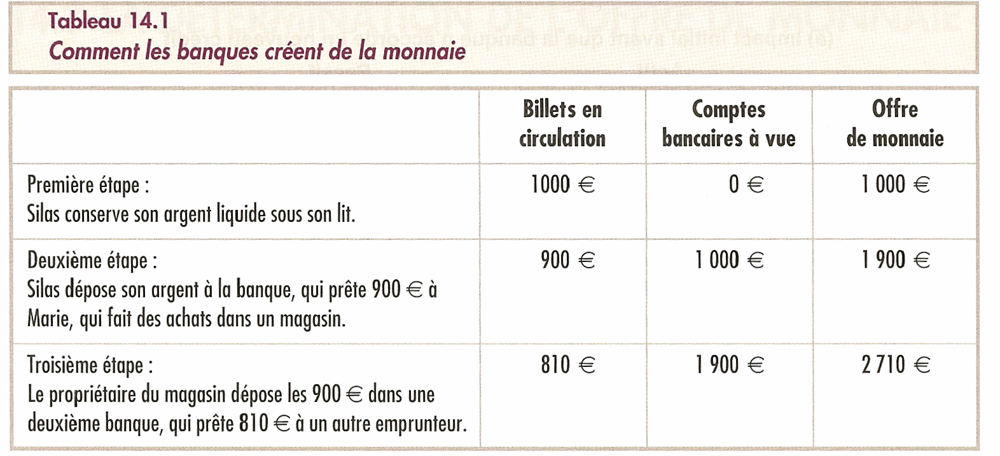 Tableau 14.1
Comment les banques créent de la monnaie
Billets en circulation
Comptes bancaires à vue
Offre de monnaie
Première étape :
Silas conserve son argent liquide sous son lit.
1000 €
0 €
1 000 €
Deuxième étape :
Silas dépose son argent à la banque, qui prête 900 € à
Marie, qui fait des achats dans un magasin.
900 €
1 000 €
1 900 €
Troisième étape :
Le propriétaire du magasin dépose les 900 € dans une
deuxième banque, qui prête 810 € à un autre emprunteur.
810 €
1 900 €
2 710 €